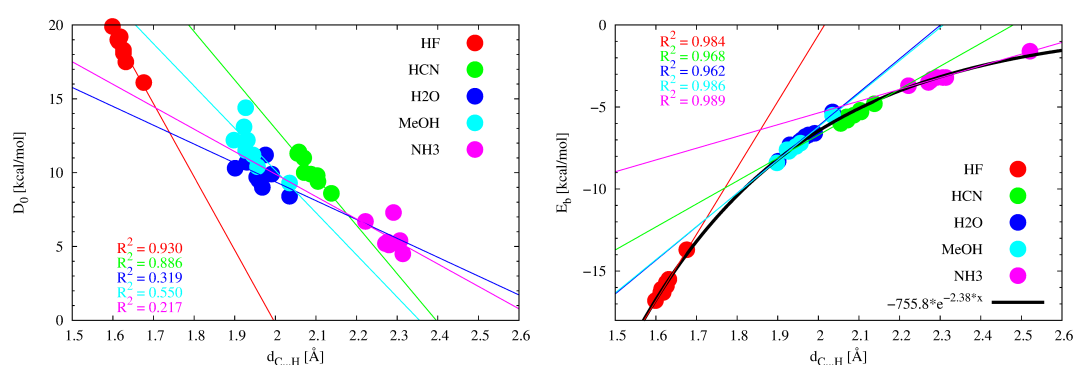 D0 [kcal/mol]
20
15
10
5
0
HF
HCN
H2O
MeOH
NH3
R2 = 0.930
R2 = 0.886
R2 = 0.319
R2 = 0.550
R2 = 0.217
1.5 1.6 1.7 1.8 1.9 2 2.1 2.2 2.3 2.4 2.5 2.6
dC...H [Å]
Eb [kcal/mol]
0
−5
−10
−15
R2 = 0.984
R2 = 0.968
R2 = 0.962
R2 = 0.986
R2 = 0.989
HF
HCN
H2O
MeOH
NH3
−755.8*e−2.38*x
1.5 1.6 1.7 1.8 1.9 2 2.1 2.2 2.3 2.4 2.5 2.6
dC...H [Å]